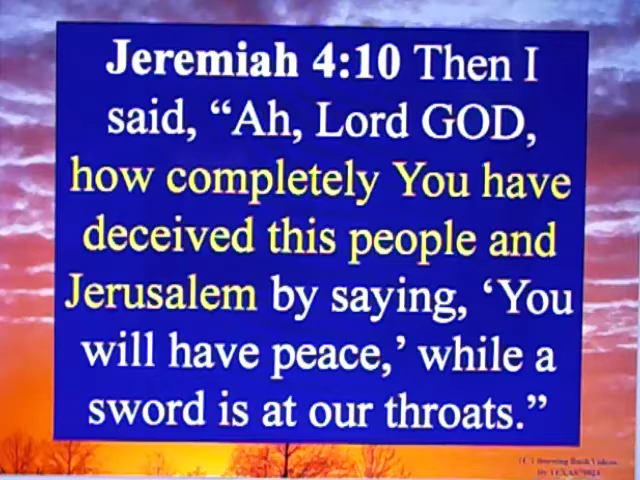 Jeremiah 4:10 Then I
said, “Ah, Lord GOD,
how completely You have
deceived this people and
Jerusalem by saying, ‘You
will have peace,’ while a
sword is at our throats.”